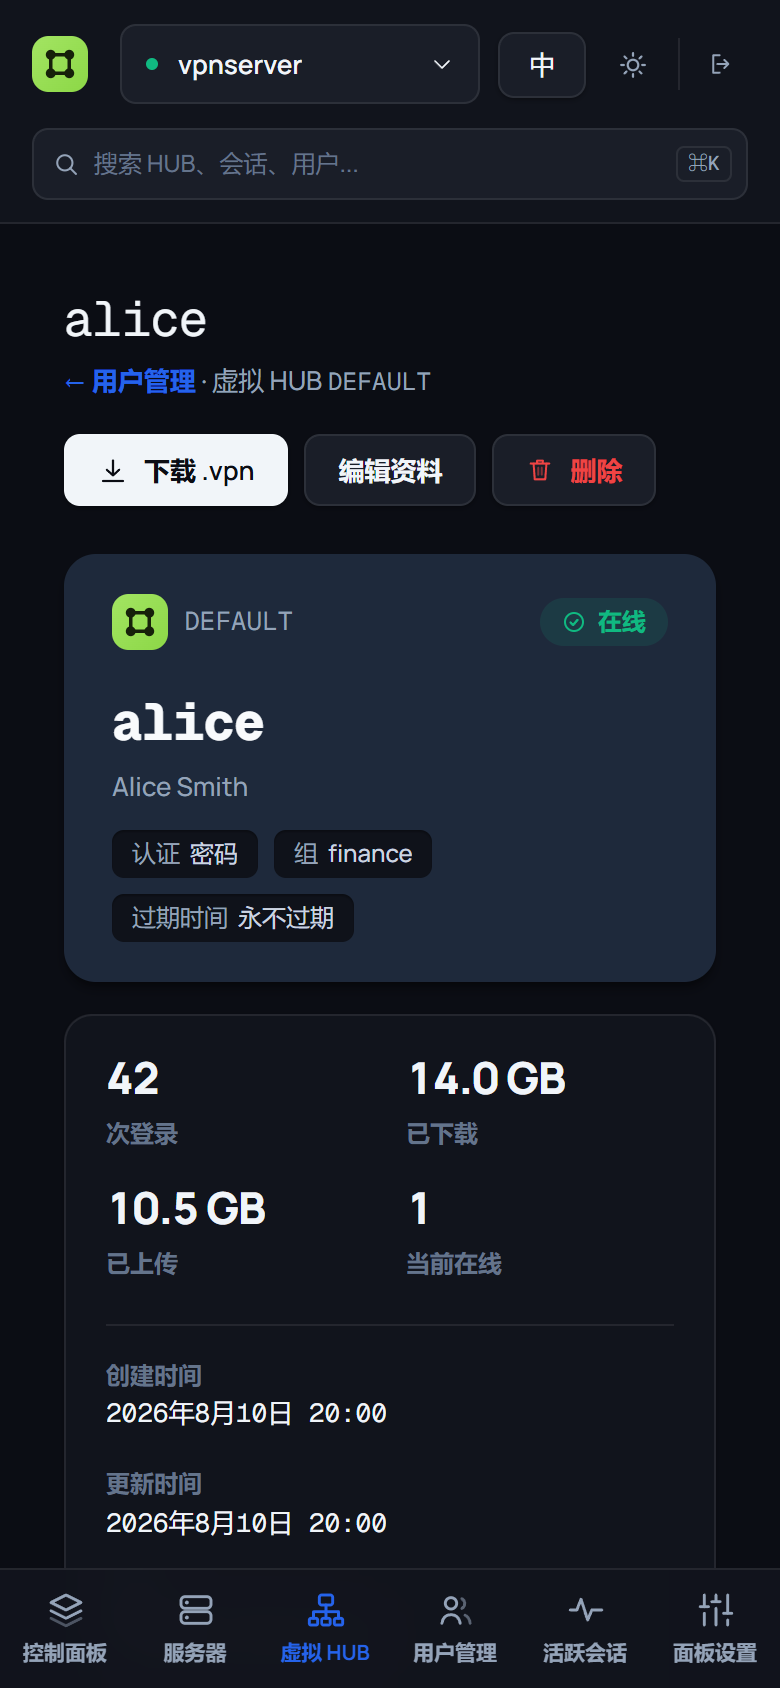 vpnserver
中
搜索 HUB、会话、用户...
⌘K
alice
← 用户管理 · 虚拟 HUB DEFAULT
下载 .vpn
编辑资料
删除
DEFAULT
在线
alice
Alice Smith
认证 密码
组 finance
过期时间 永不过期
42
次登录
14.0 GB
已下载
10.5 GB
已上传
1
当前在线
创建时间
2026年8月10日 20:00
更新时间
2026年8月10日 20:00
控制面板
服务器
虚拟 HUB
用户管理
活跃会话
面板设置